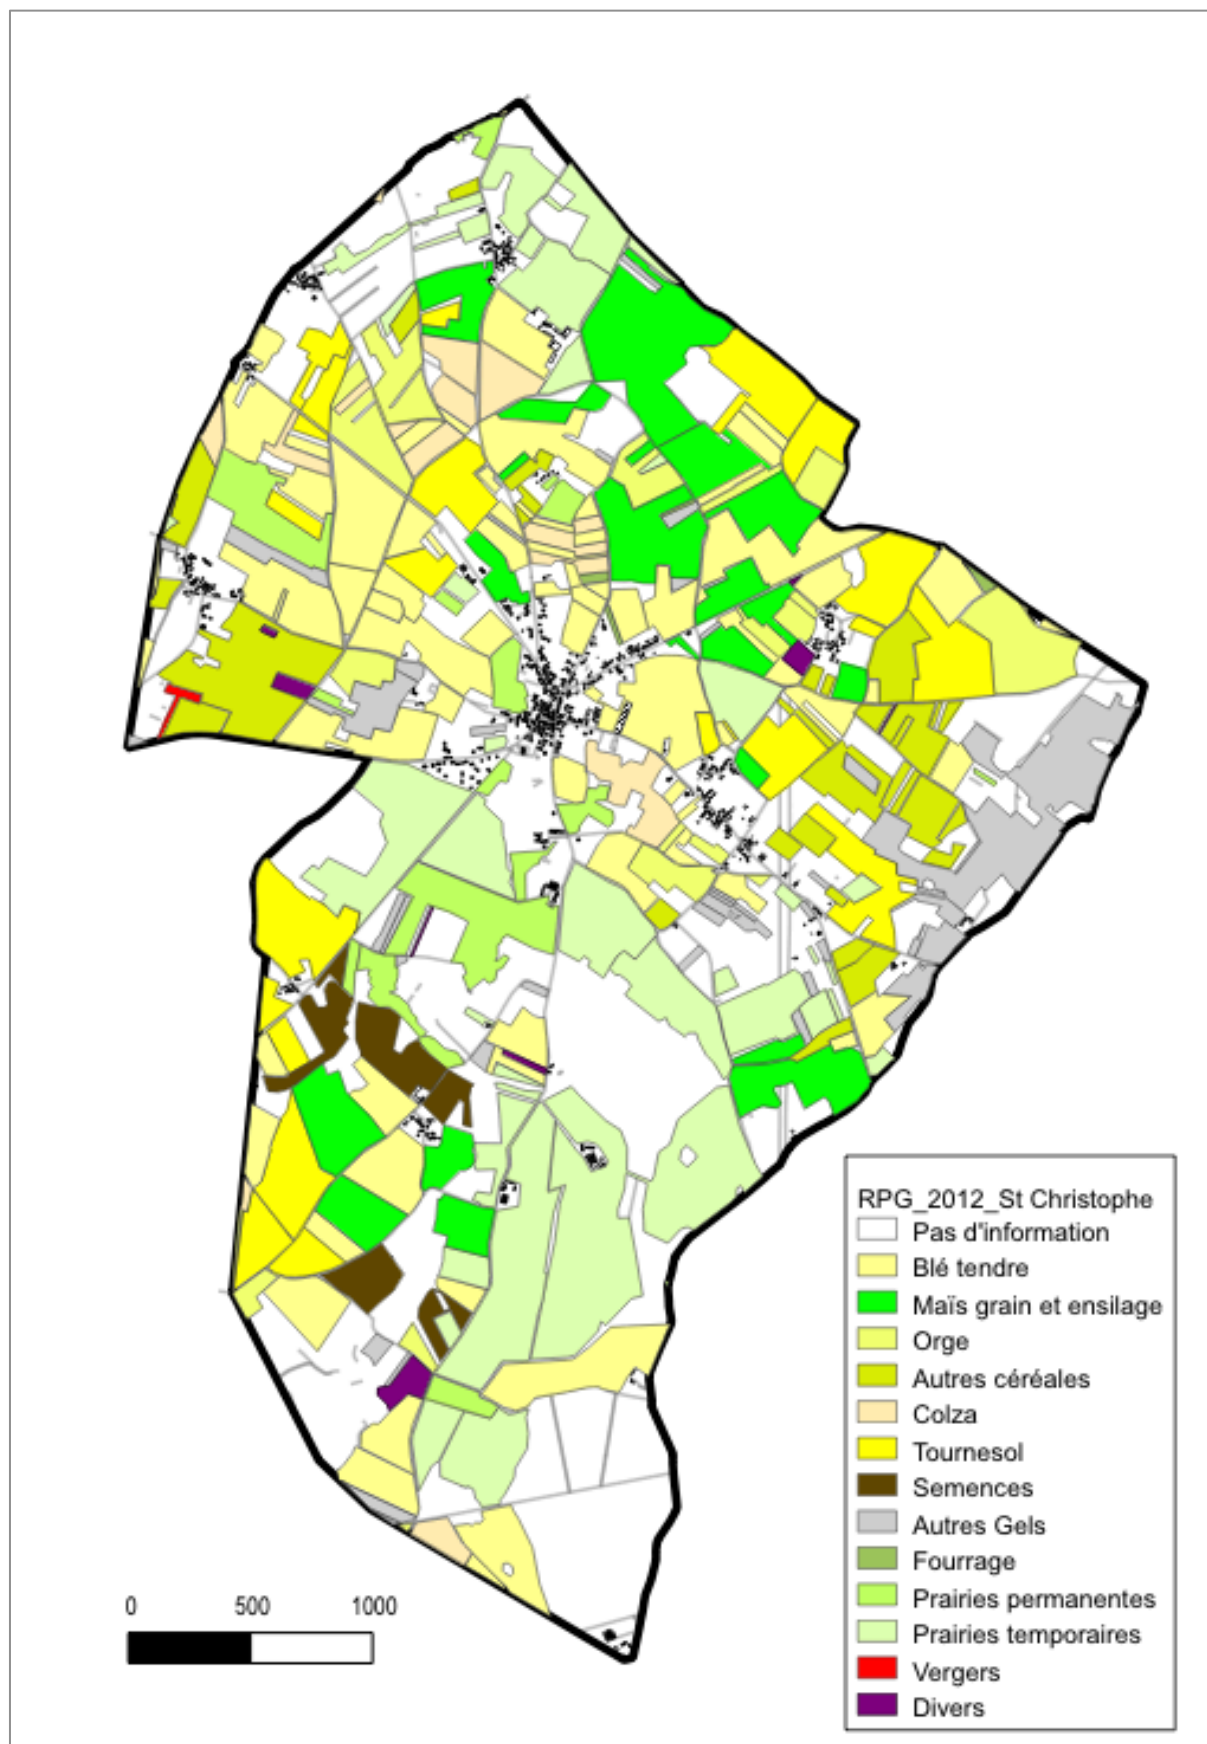 RPG_2012_St Christophe
Pas d'information
Blé tendre
Maïs grain et ensilage
Orge
Autres céréales
Colza
Tournesol
Semences
Autres Gels
Fourrage
Prairies permanentes
Prairies temporaires
Vergers
Divers
0 500 1000